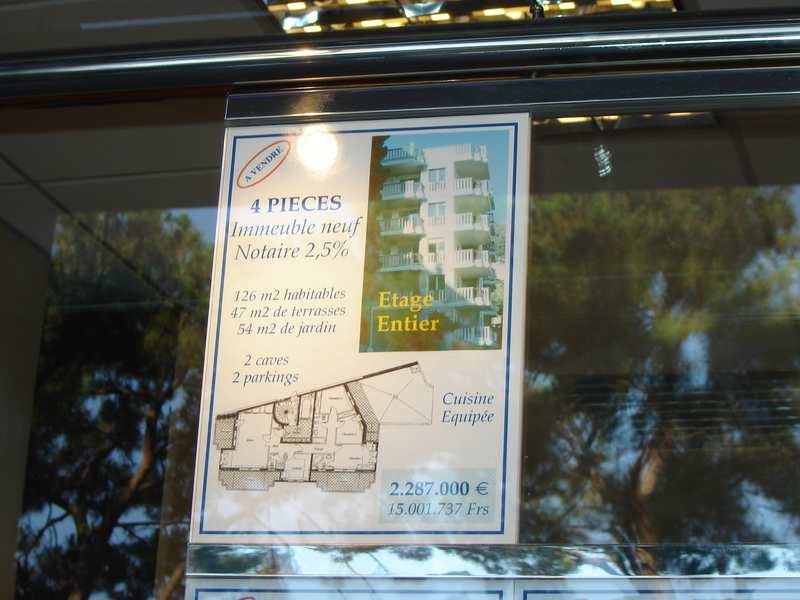 A VENDRE
4 PIECES
Immeuble neuf
Notaire 2,5%
126 m2 habitables
47 m2 de terrasses
54 m2 de jardin
2 caves
2 parkings
Etage
Entier
Cuisine
Equipée
2.287.000 €
15.001.737 Frs